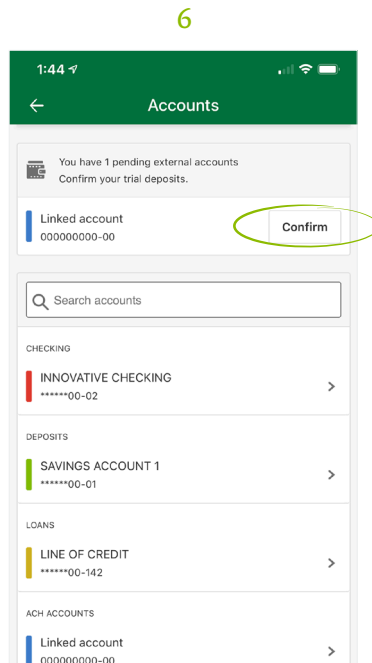 6
1:44
Accounts
You have 1 pending external accounts
Confirm your trial deposits.
Linked account
000000000-00
Confirm
Search accounts
CHECKING
INNOVATIVE CHECKING
******00-02
DEPOSITS
SAVINGS ACCOUNT 1
******00-01
LOANS
LINE OF CREDIT
******00-142
ACH ACCOUNTS
Linked account
000000000-00